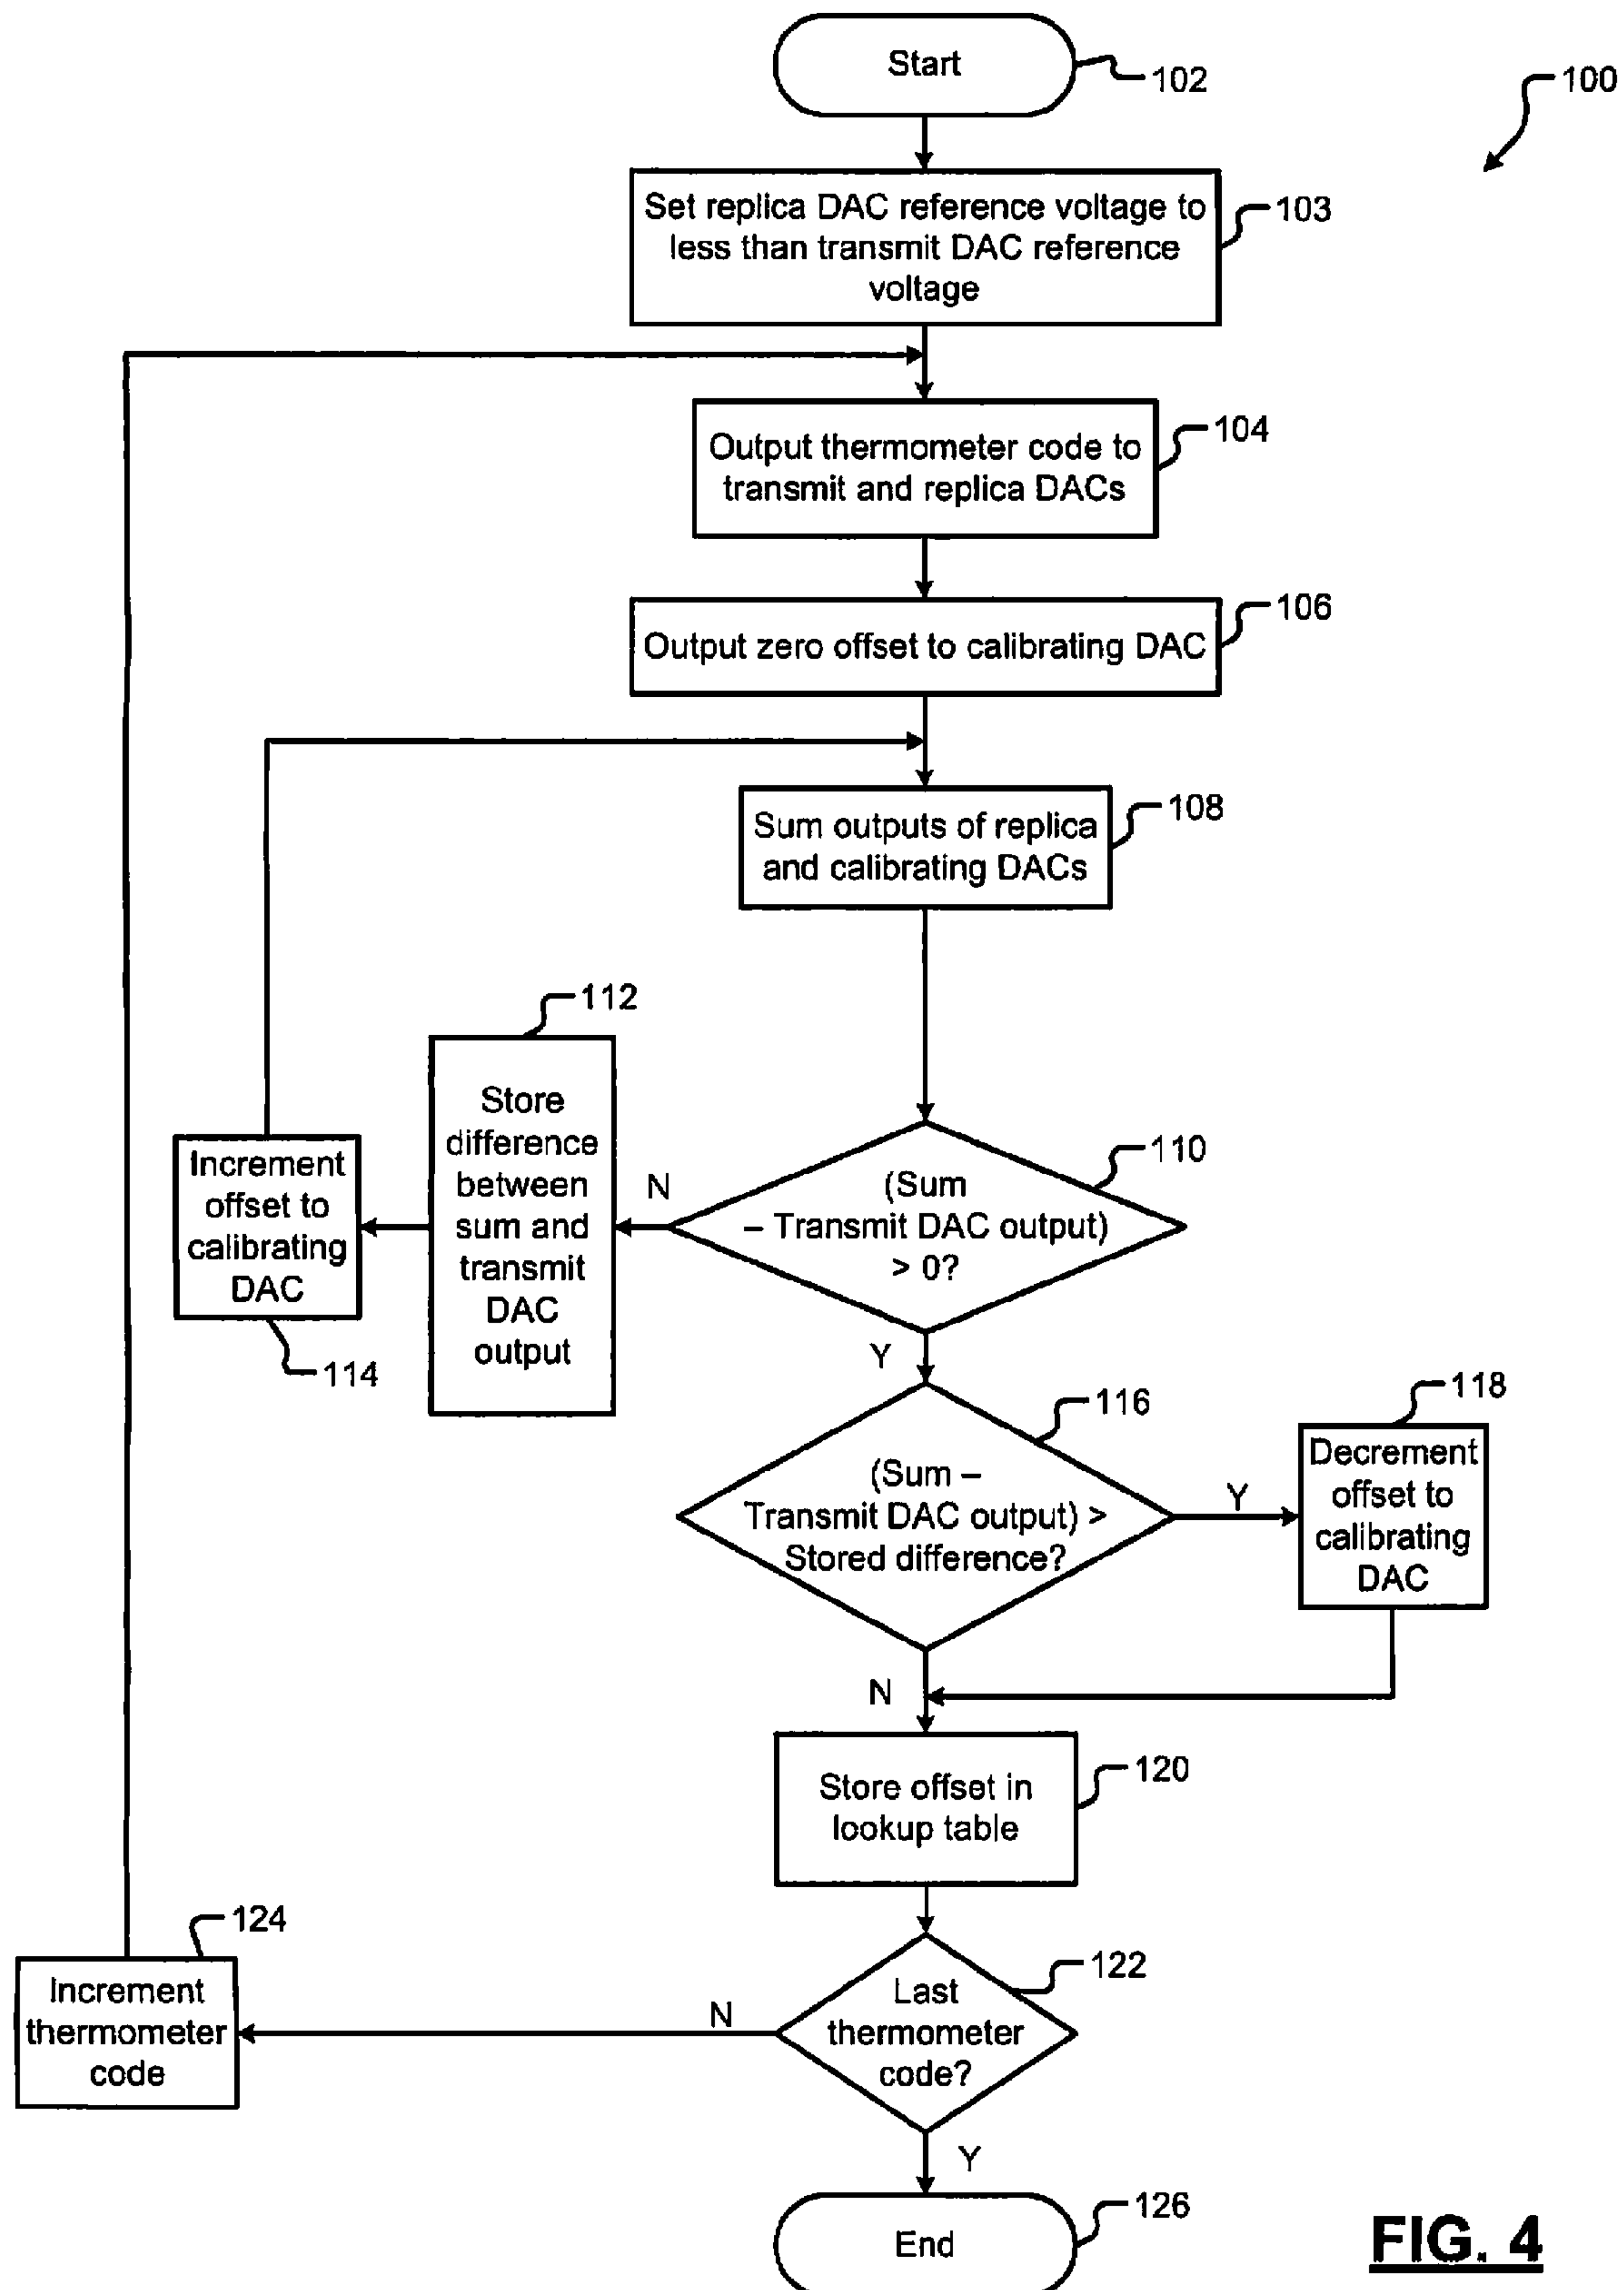 Start
102
100
Set replica DAC reference voltage to
less than transmit DAC reference
voltage
103
Output thermometer code to
transmit and replica DACs
104
Output zero offset to calibrating DAC
106
Sum outputs of replica
and calibrating DACs
108
(Sum
– Transmit DAC output)
> 0?
110
N
Store
difference
between
sum and
transmit
DAC
output
112
Increment
offset to
calibrating
DAC
114
Y
(Sum –
Transmit DAC output) >
Stored difference?
116
Y
Decrement
offset to
calibrating
DAC
118
N
Store offset in
lookup table
120
Last
thermometer
code?
122
N
Increment
thermometer
code
124
Y
End
126
FIG. 4